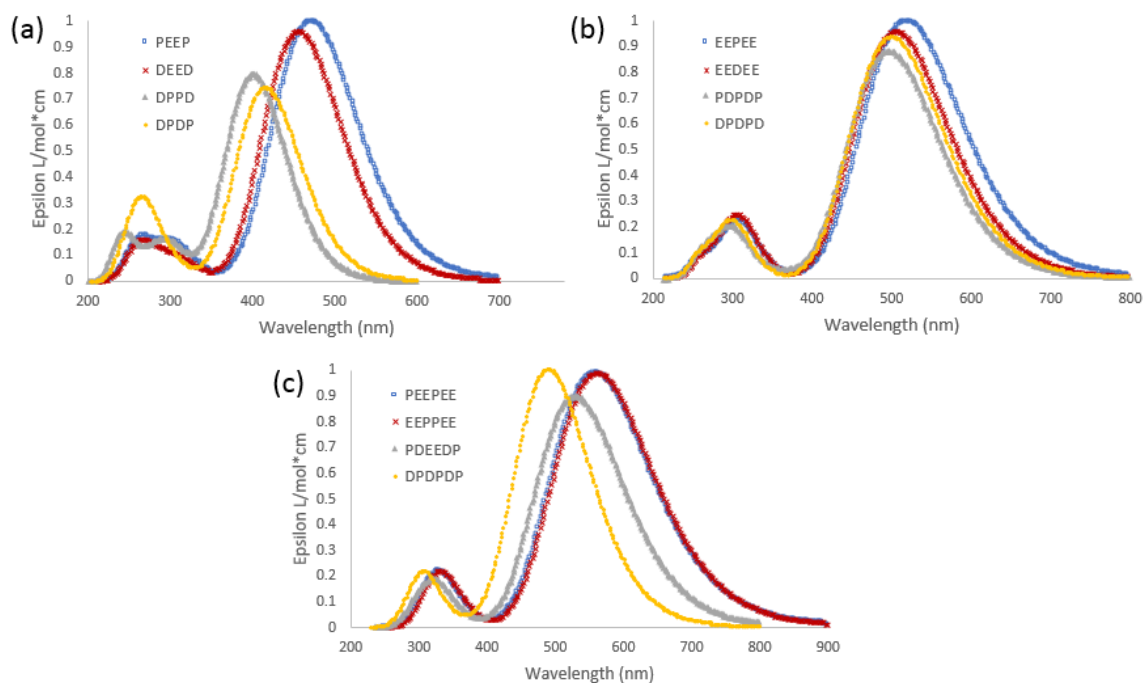 (a)
PEEP
DEED
DPPD
DPDP
Epsilon L/mol*cm
1
0.9
0.8
0.7
0.6
0.5
0.4
0.3
0.2
0.1
0
200 300 400 500 600 700
Wavelength (nm)
(b)
EEPEE
EEDEE
PDPDP
DPDPD
Epsilon L/mol*cm
1
0.9
0.8
0.7
0.6
0.5
0.4
0.3
0.2
0.1
0
200 300 400 500 600 700 800
Wavelength (nm)
(c)
PEEPEE
EEPPEE
PDEEDP
DPDPDP
Epsilon L/mol*cm
1
0.9
0.8
0.7
0.6
0.5
0.4
0.3
0.2
0.1
0
200 300 400 500 600 700 800 900
Wavelength (nm)